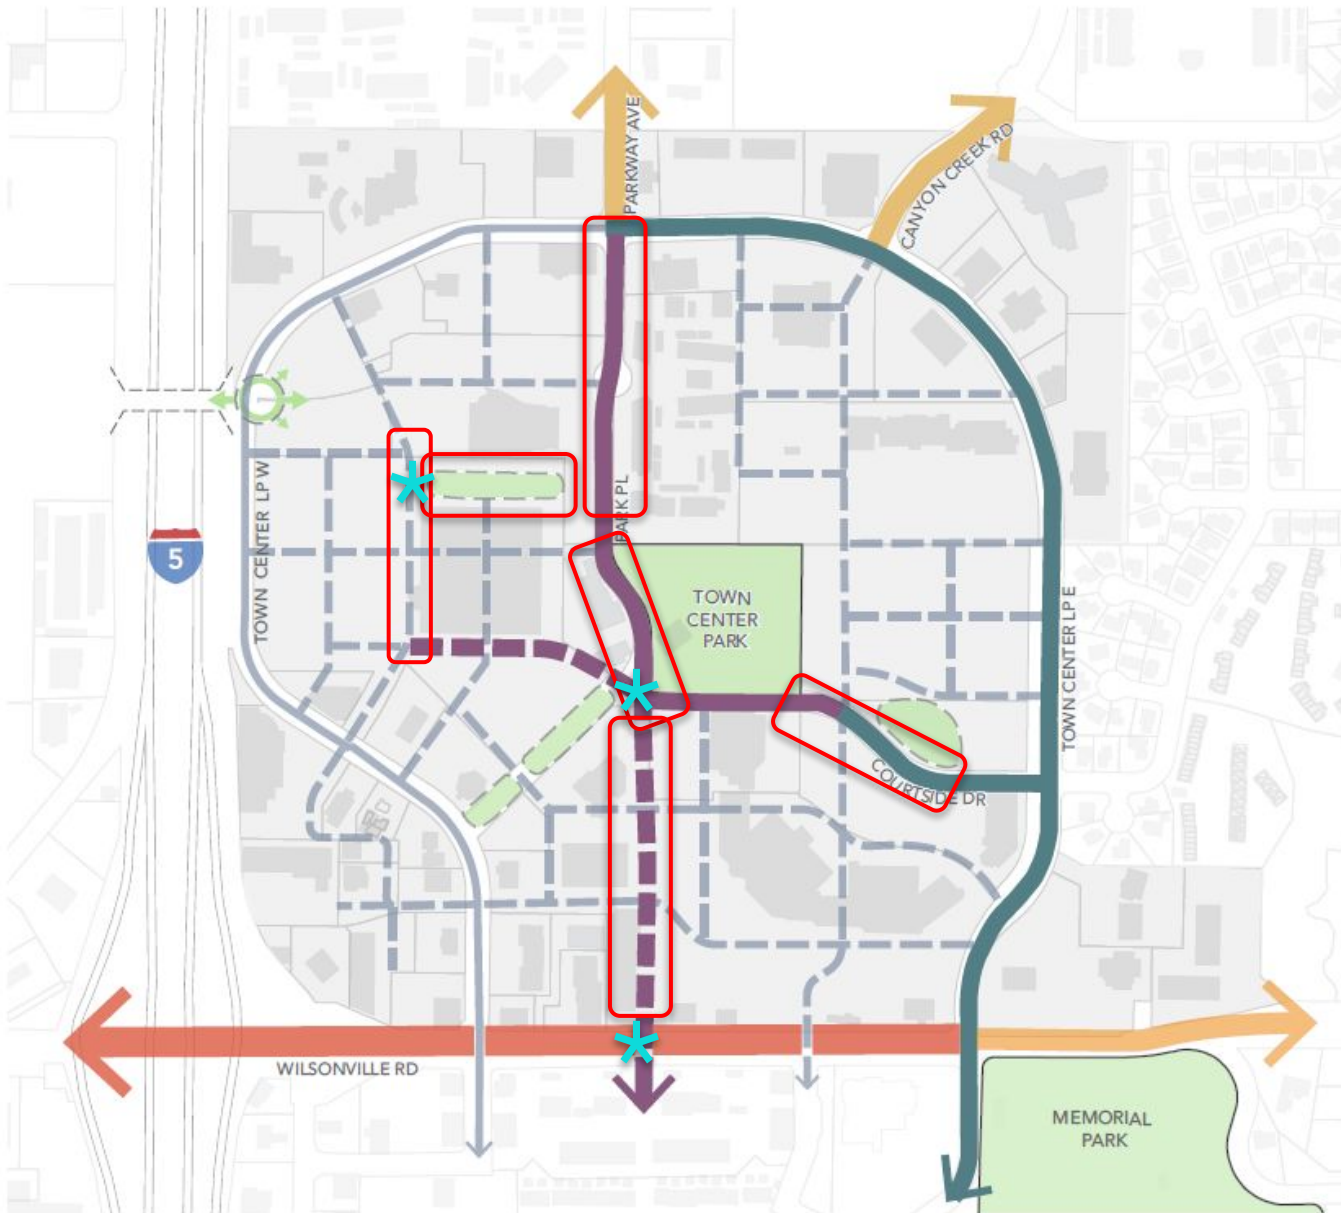 PARKWAY AVE
CANYON CREEK RD
TOWN CENTER LP W
PARK PL
5
TOWN
CENTER
PARK
TOWN CENTER LP E
COURTSIDE DR
WILSONVILLE RD
MEMORIAL
PARK